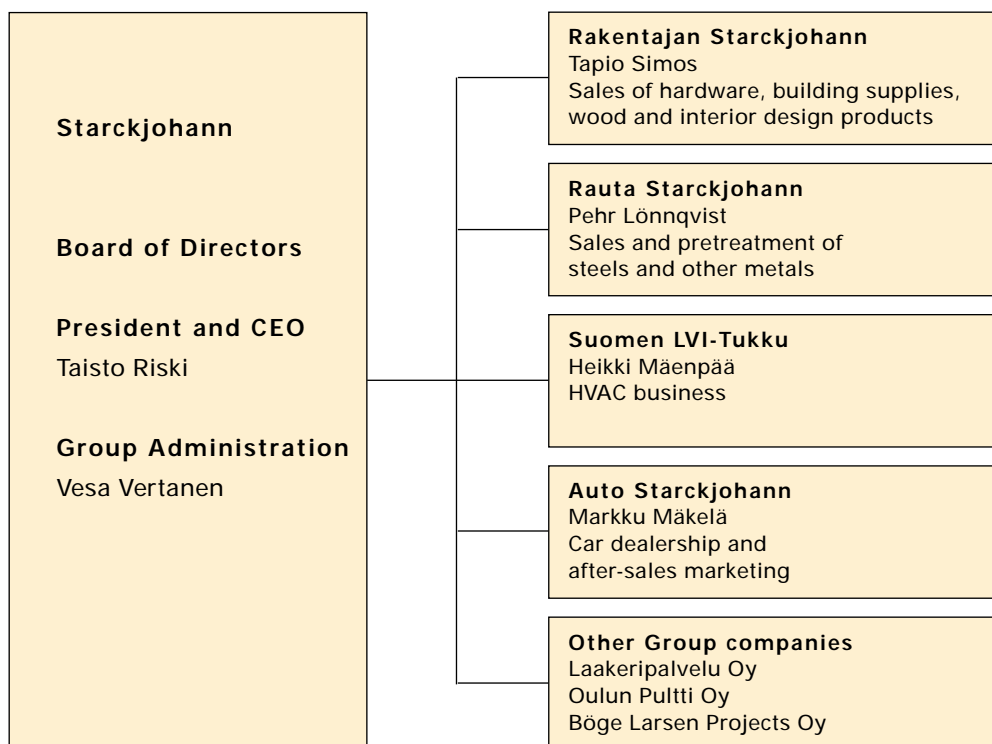 Starckjohann
Board of Directors
President and CEO
Taisto Riski
Group Administration
Vesa Vertanen
Rakentajan Starckjohann
Tapio Simos
Sales of hardware, building supplies,
wood and interior design products
Rauta Starckjohann
Pehr Lönnqvist
Sales and pretreatment of
steels and other metals
Suomen LVI-Tukku
Heikki Mäenpää
HVAC business
Auto Starckjohann
Markku Mäkelä
Car dealership and
after-sales marketing
Other Group companies
Laakeripalvelu Oy
Oulun Pultti Oy
Böge Larsen Projects Oy